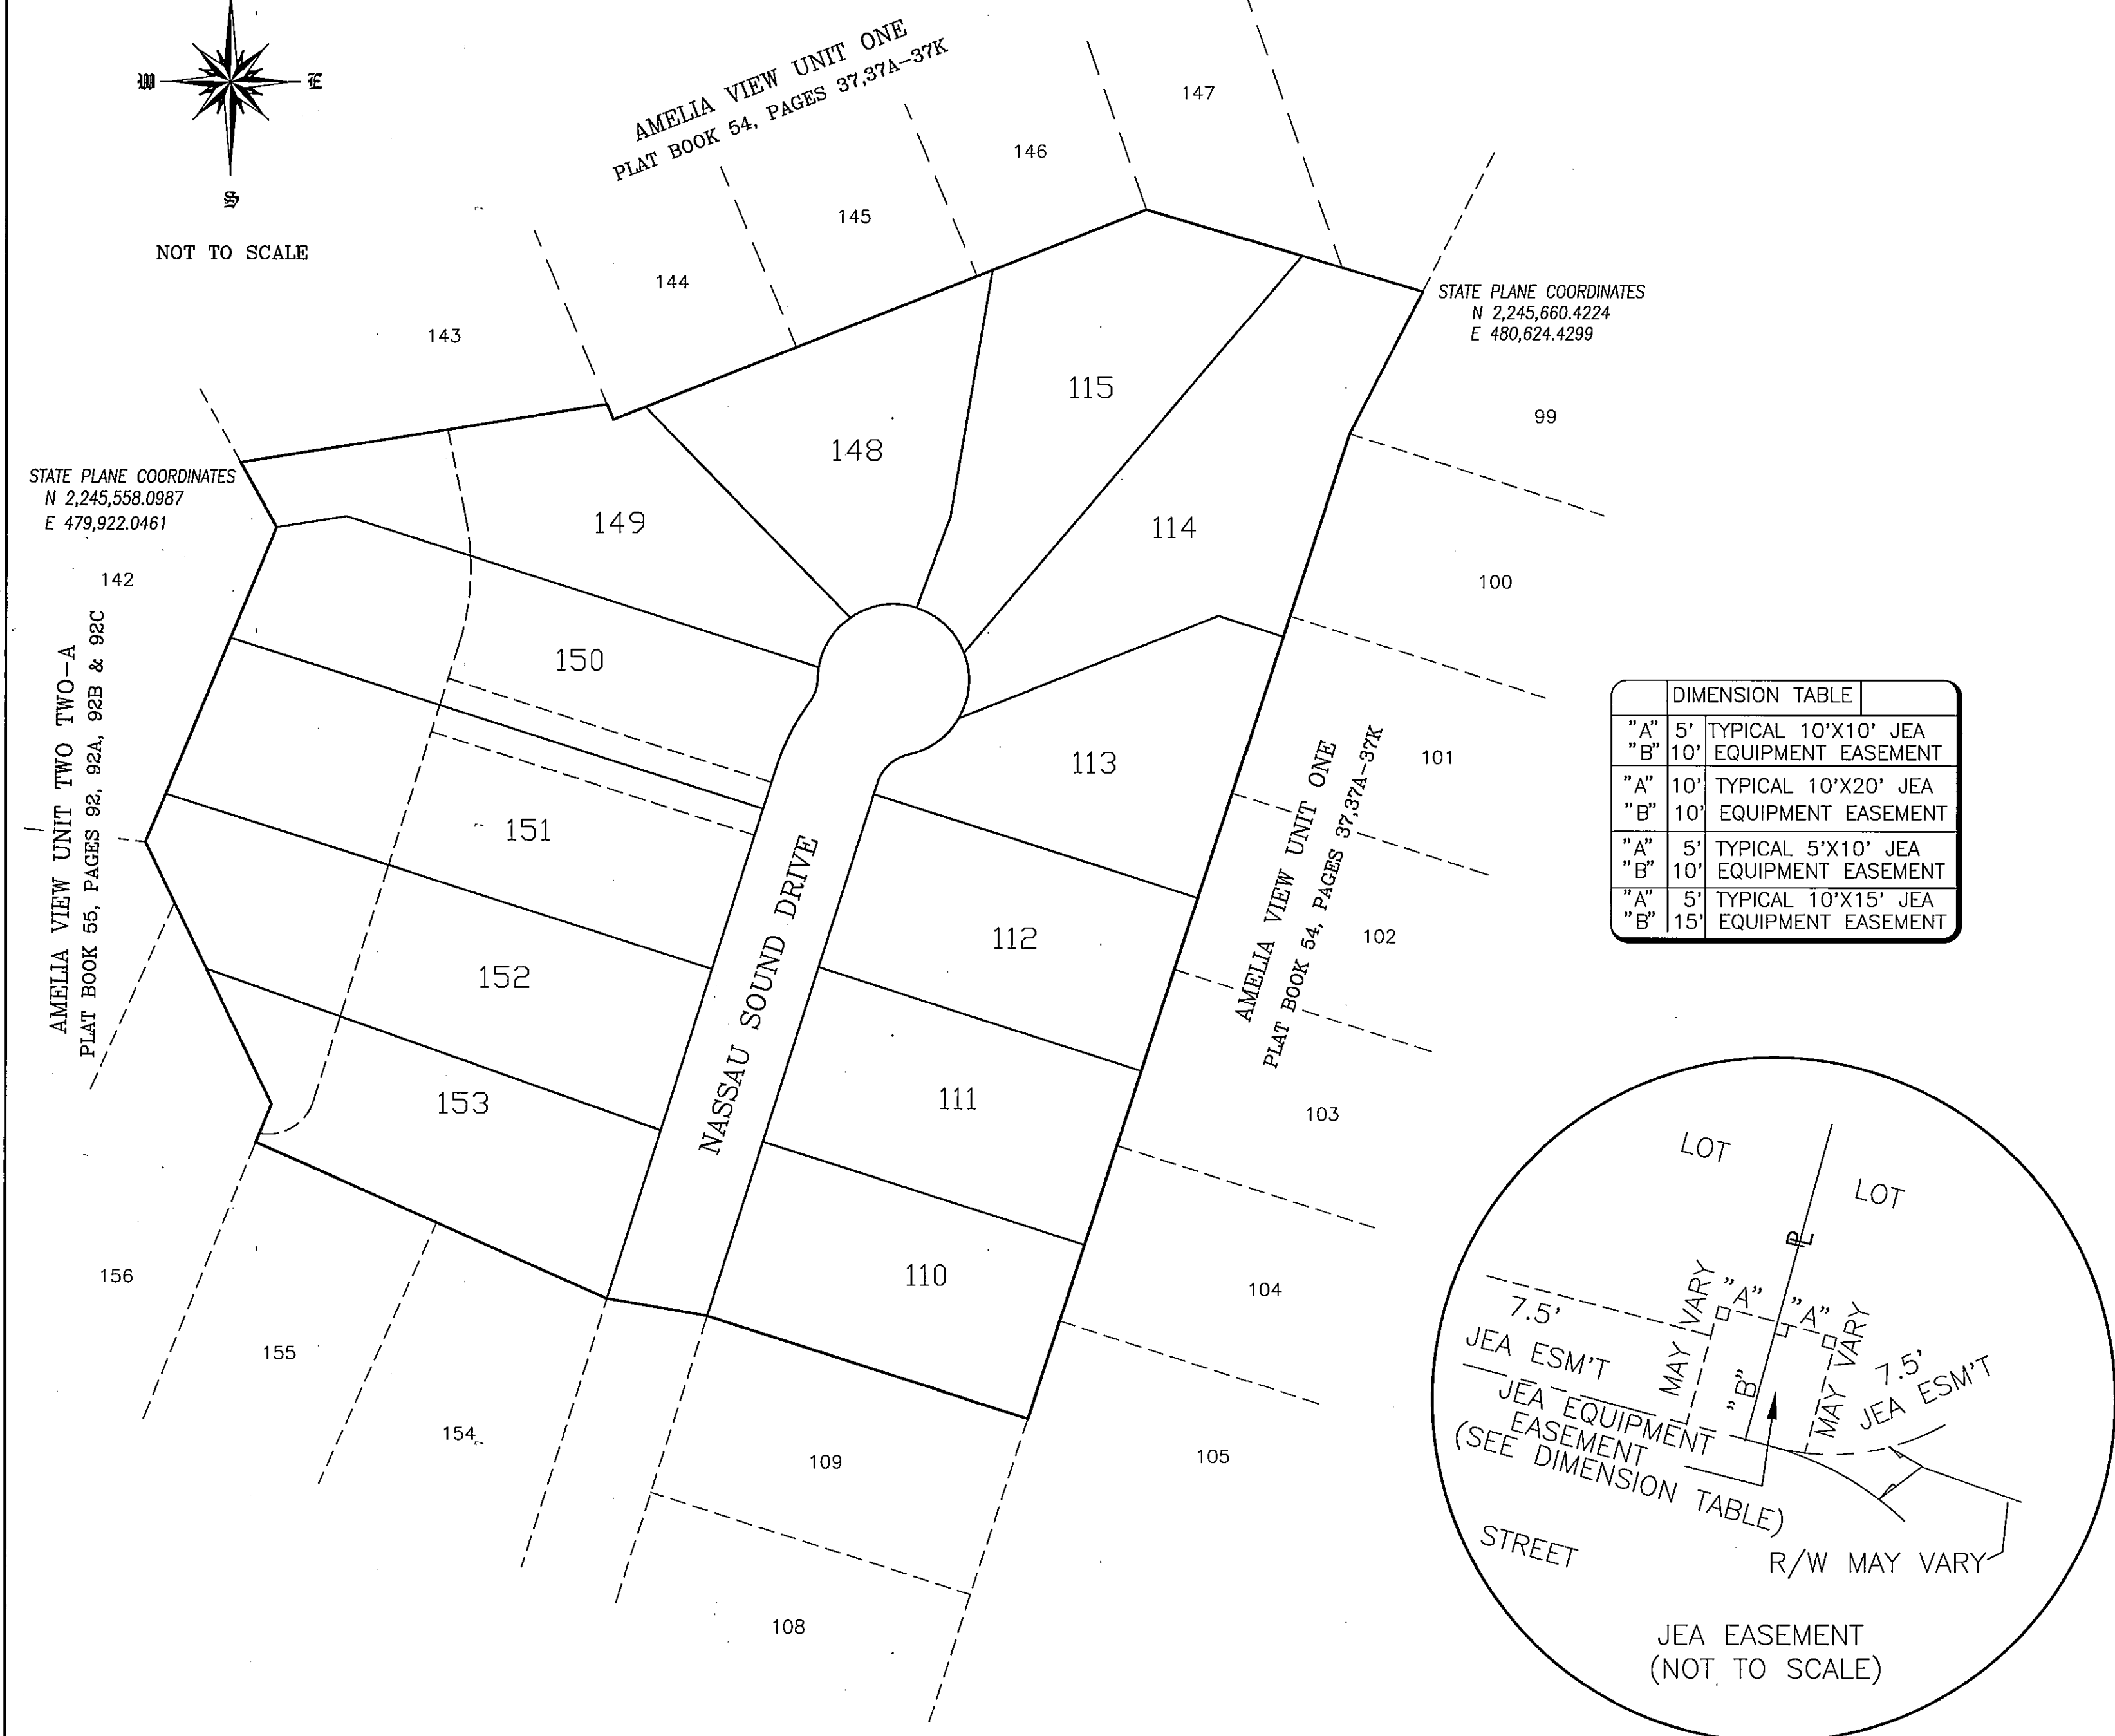 W
E
S
NOT TO SCALE
AMELIA VIEW UNIT ONE
PLAT BOOK 54, PAGES 37,37A-37K
147
146
145
144
143
STATE PLANE COORDINATES
N 2,245,660.4224
E 480,624.4299
STATE PLANE COORDINATES
N 2,245,558.0987
E 479,922.0461
142
AMELIA VIEW UNIT TWO TWO-A
PLAT BOOK 55, PAGES 92, 92A, 92B & 92C
115
148
149
114
150
113
151
112
152
111
153
110
NASSAU SOUND DRIVE
99
100
101
102
103
104
105
AMELIA VIEW UNIT ONE
PLAT BOOK 54, PAGES 37,37A-37K
156
155
154
109
108
DIMENSION TABLE
"A" 5' TYPICAL 10'X10' JEA
"B" 10' EQUIPMENT EASEMENT
"A" 10' TYPICAL 10'X20' JEA
"B" 10' EQUIPMENT EASEMENT
"A" 5' TYPICAL 5'X10' JEA
"B" 10' EQUIPMENT EASEMENT
"A" 5' TYPICAL 10'X15' JEA
"B" 15' EQUIPMENT EASEMENT
LOT
LOT
PL
MAY VARY
"A"
"A"
MAY VARY
"B"
7.5'
JEA ESM'T
7.5'
JEA ESM'T
JEA EQUIPMENT
EASEMENT
(SEE DIMENSION TABLE)
STREET
R/W MAY VARY
JEA EASEMENT
(NOT TO SCALE)